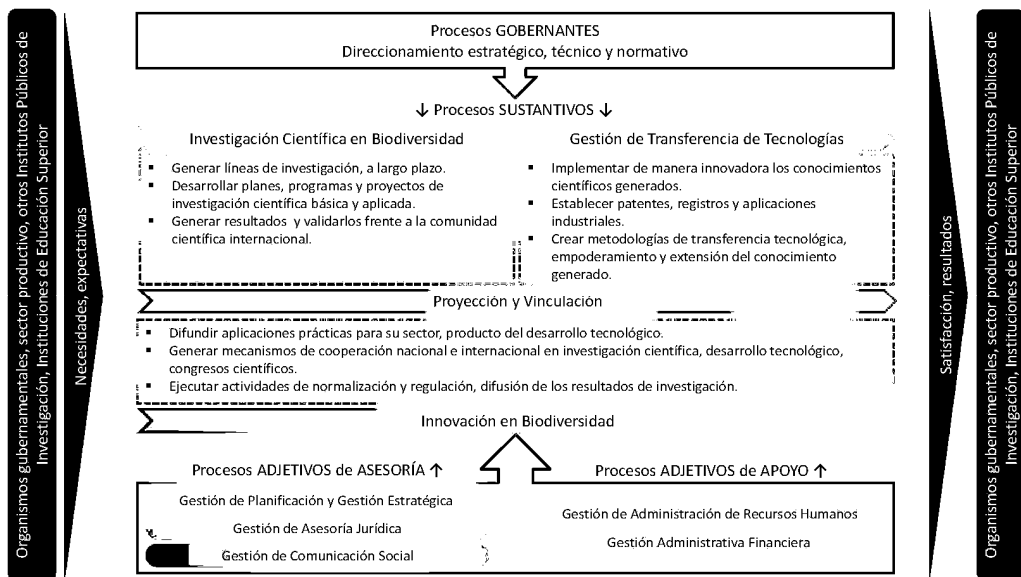 Organismos gubernamentales, sector productivo, otros Institutos Públicos de
Investigación, Instituciones de Educación Superior
Necesidades, expectativas
Procesos GOBERNANTES
Direccionamiento estratégico, técnico y normativo
↓ Procesos SUSTANTIVOS ↓
Investigación Científica en Biodiversidad
▪ Generar líneas de investigación, a largo plazo.
▪ Desarrollar planes, programas y proyectos de
investigación científica básica y aplicada.
▪ Generar resultados y validarlos frente a la comunidad
científica internacional.
Gestión de Transferencia de Tecnologías
▪ Implementar de manera innovadora los conocimientos
científicos generados.
▪ Establecer patentes, registros y aplicaciones
industriales.
▪ Crear metodologías de transferencia tecnológica,
empoderamiento y extensión del conocimiento
generado.
Proyección y Vinculación
▪ Difundir aplicaciones prácticas para su sector, producto del desarrollo tecnológico.
▪ Generar mecanismos de cooperación nacional e internacional en investigación científica, desarrollo tecnológico,
congresos científicos.
▪ Ejecutar actividades de normalización y regulación, difusión de los resultados de investigación.
Innovación en Biodiversidad
Procesos ADJETIVOS de ASESORÍA ↑
Gestión de Planificación y Gestión Estratégica
Gestión de Asesoría Jurídica
Gestión de Comunicación Social
Procesos ADJETIVOS de APOYO ↑
Gestión de Administración de Recursos Humanos
Gestión Administrativa Financiera
Satisfacción, resultados
Organismos gubernamentales, sector productivo, otros Institutos Públicos de
Investigación, Instituciones de Educación Superior